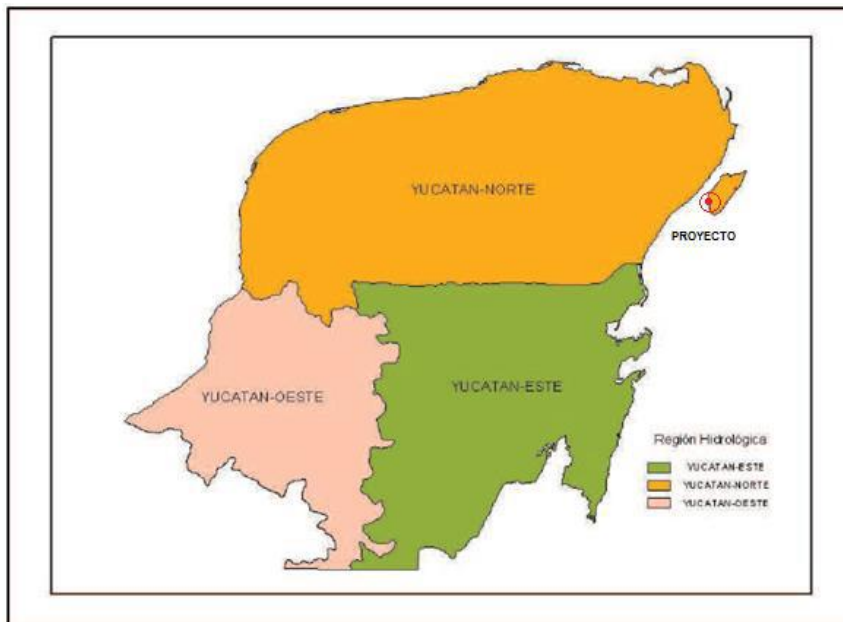 YUCATAN-NORTE
PROYECTO
YUCATAN-OESTE
YUCATAN-ESTE
Región Hidrológica
YUCATAN-ESTE
YUCATAN-NORTE
YUCATAN-OESTE